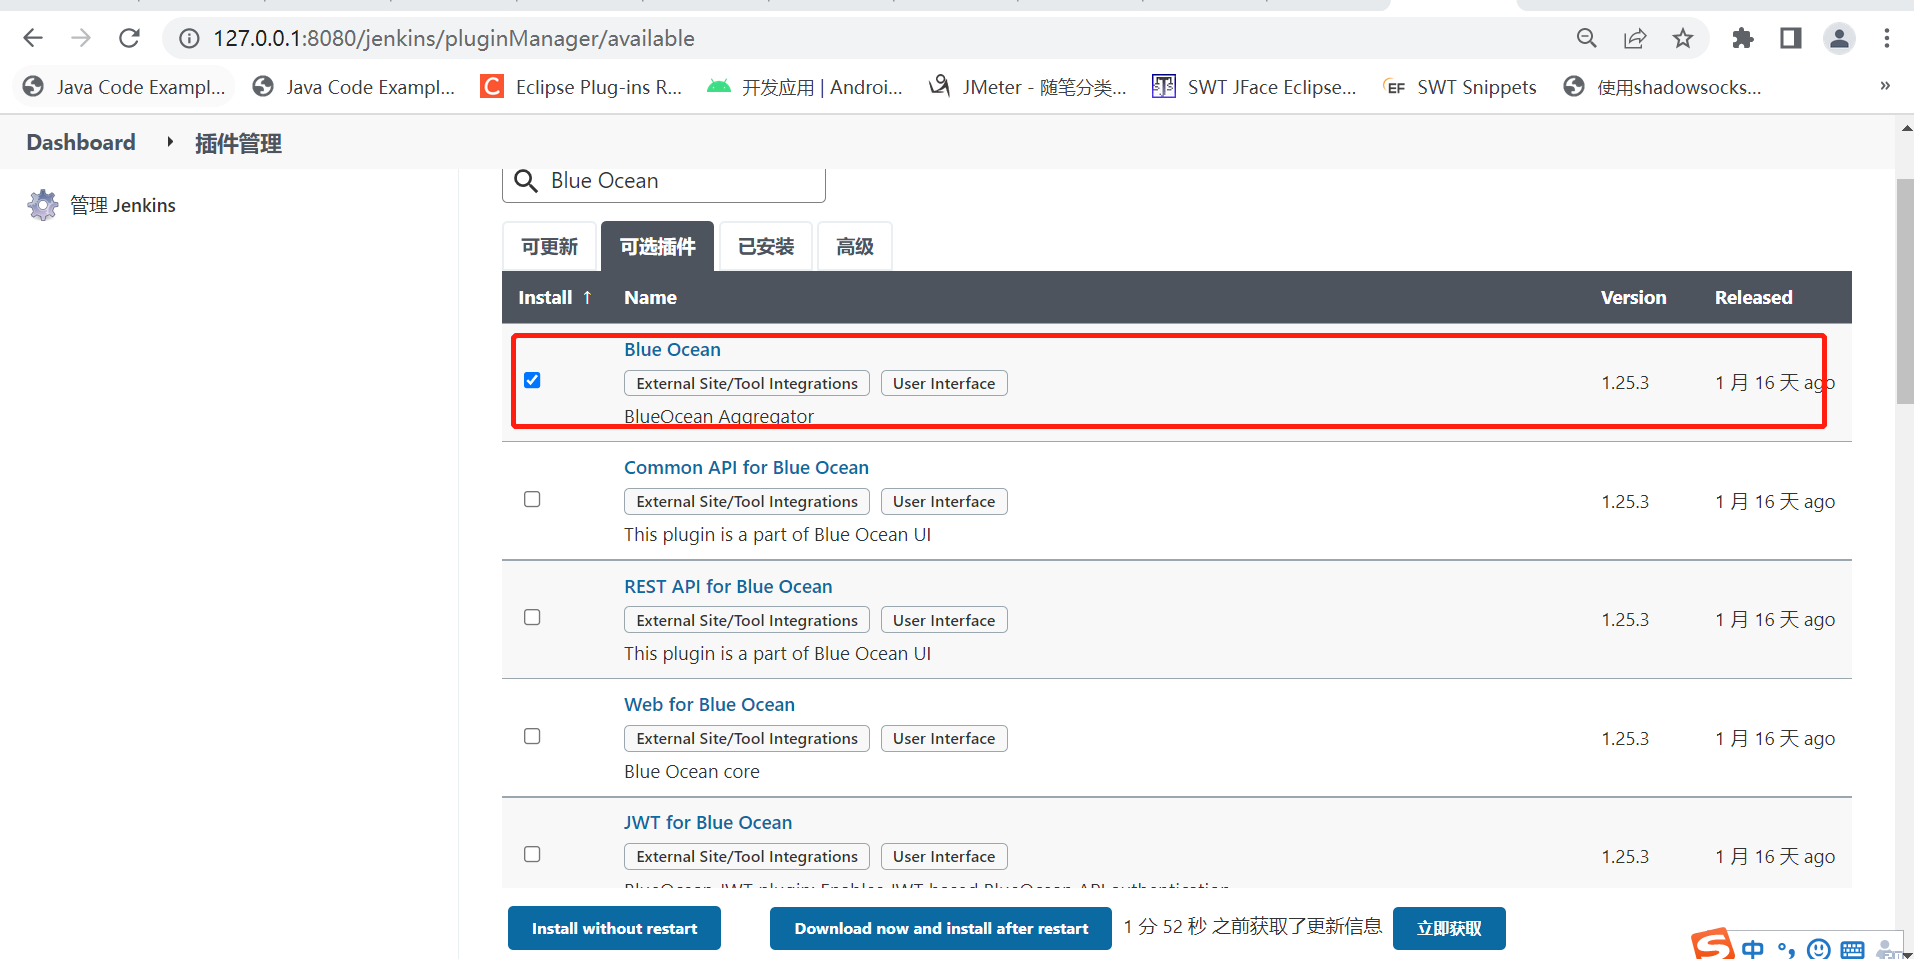 127.0.0.1:8080/jenkins/pluginManager/available
Java Code Exampl... Java Code Exampl... Eclipse Plug-ins R... 开发应用 | Androi... JMeter - 随笔分类... SWT JFace Eclipse... EF SWT Snippets 使用shadowsocks... »
Dashboard 插件管理
管理 Jenkins
Blue Ocean
可更新 可选插件 已安装 高级
Install ↑ Name Version Released
Blue Ocean
External Site/Tool Integrations User Interface
1.25.3 1 月 16 天 ago
BlueOcean Aggregator
Common API for Blue Ocean
External Site/Tool Integrations User Interface
1.25.3 1 月 16 天 ago
This plugin is a part of Blue Ocean UI
REST API for Blue Ocean
External Site/Tool Integrations User Interface
1.25.3 1 月 16 天 ago
This plugin is a part of Blue Ocean UI
Web for Blue Ocean
External Site/Tool Integrations User Interface
1.25.3 1 月 16 天 ago
Blue Ocean core
JWT for Blue Ocean
External Site/Tool Integrations User Interface
1.25.3 1 月 16 天 ago
BlueOcean JWT plugin: Enables JWT based BlueOcean API authentication
Install without restart Download now and install after restart 1 分 52 秒 之前获取了更新信息 立即获取
中